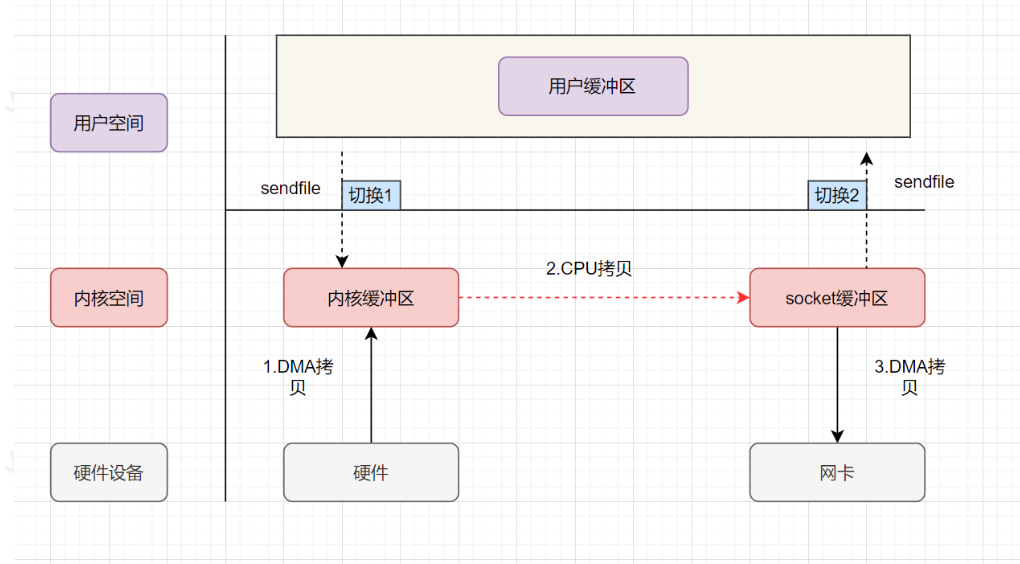 用户缓冲区
用户空间
sendfile
切换1
切换2
sendfile
2.CPU拷贝
内核空间
内核缓冲区
socket缓冲区
1.DMA拷
贝
3.DMA拷
贝
硬件设备
硬件
网卡